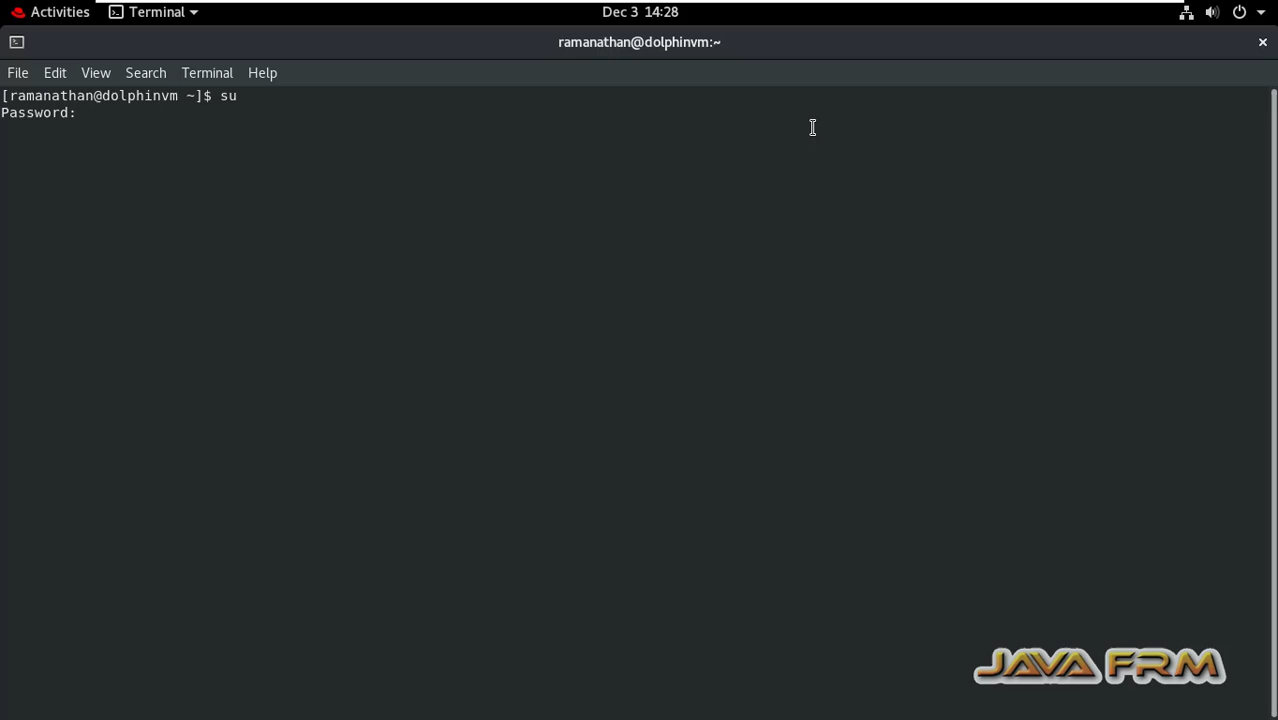 Activities Terminal Dec 3 14:28
ramanathan@dolphinvm:~
File Edit View Search Terminal Help
[ramanathan@dolphinvm ~]$ su
Password:
JAVA FRM